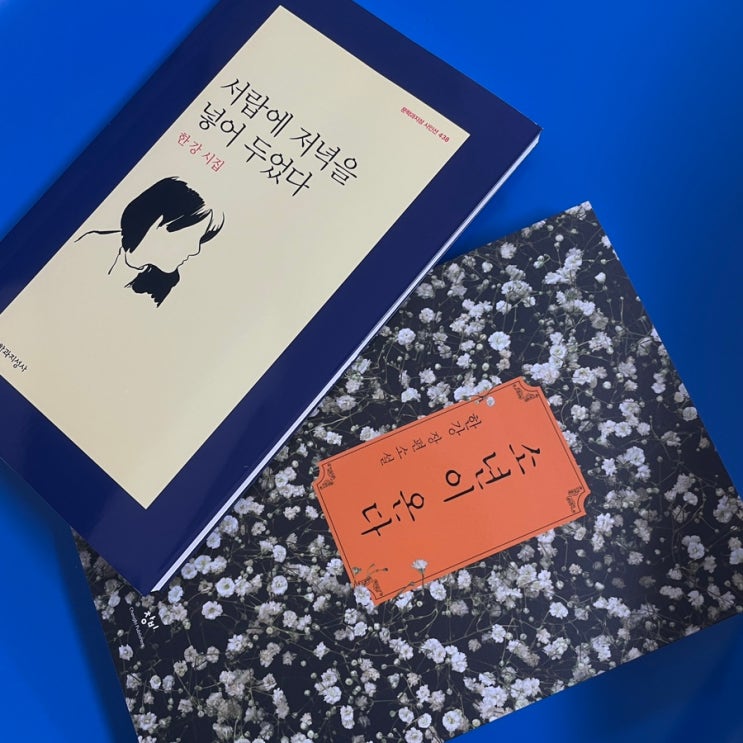 문학과지성 시인선 438
서랍에 저녁을
넣어 두었다
한강 시집
학과지성사
한강 장편소설
소년이 온다
창비
Changbi Publishers